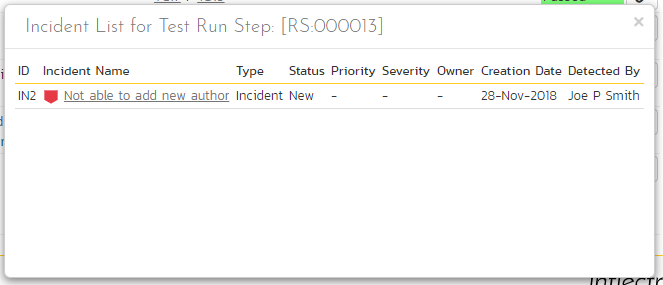 Incident List for Test Run Step: [RS:000013]
×
ID Incident Name Type Status Priority Severity Owner Creation Date Detected By
IN2 Not able to add new author Incident New - - - 28-Nov-2018 Joe P Smith